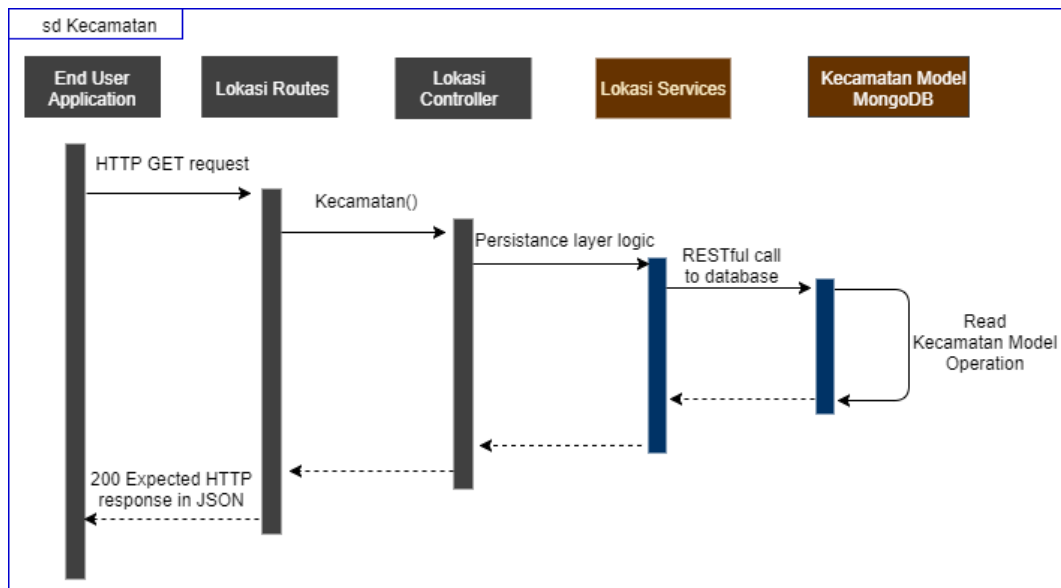 sd Kecamatan
End User
Application
Lokasi Routes
Lokasi
Controller
Lokasi Services
Kecamatan Model
MongoDB
HTTP GET request
Kecamatan()
Persistance layer logic
RESTful call
to database
Read
Kecamatan Model
Operation
200 Expected HTTP
response in JSON